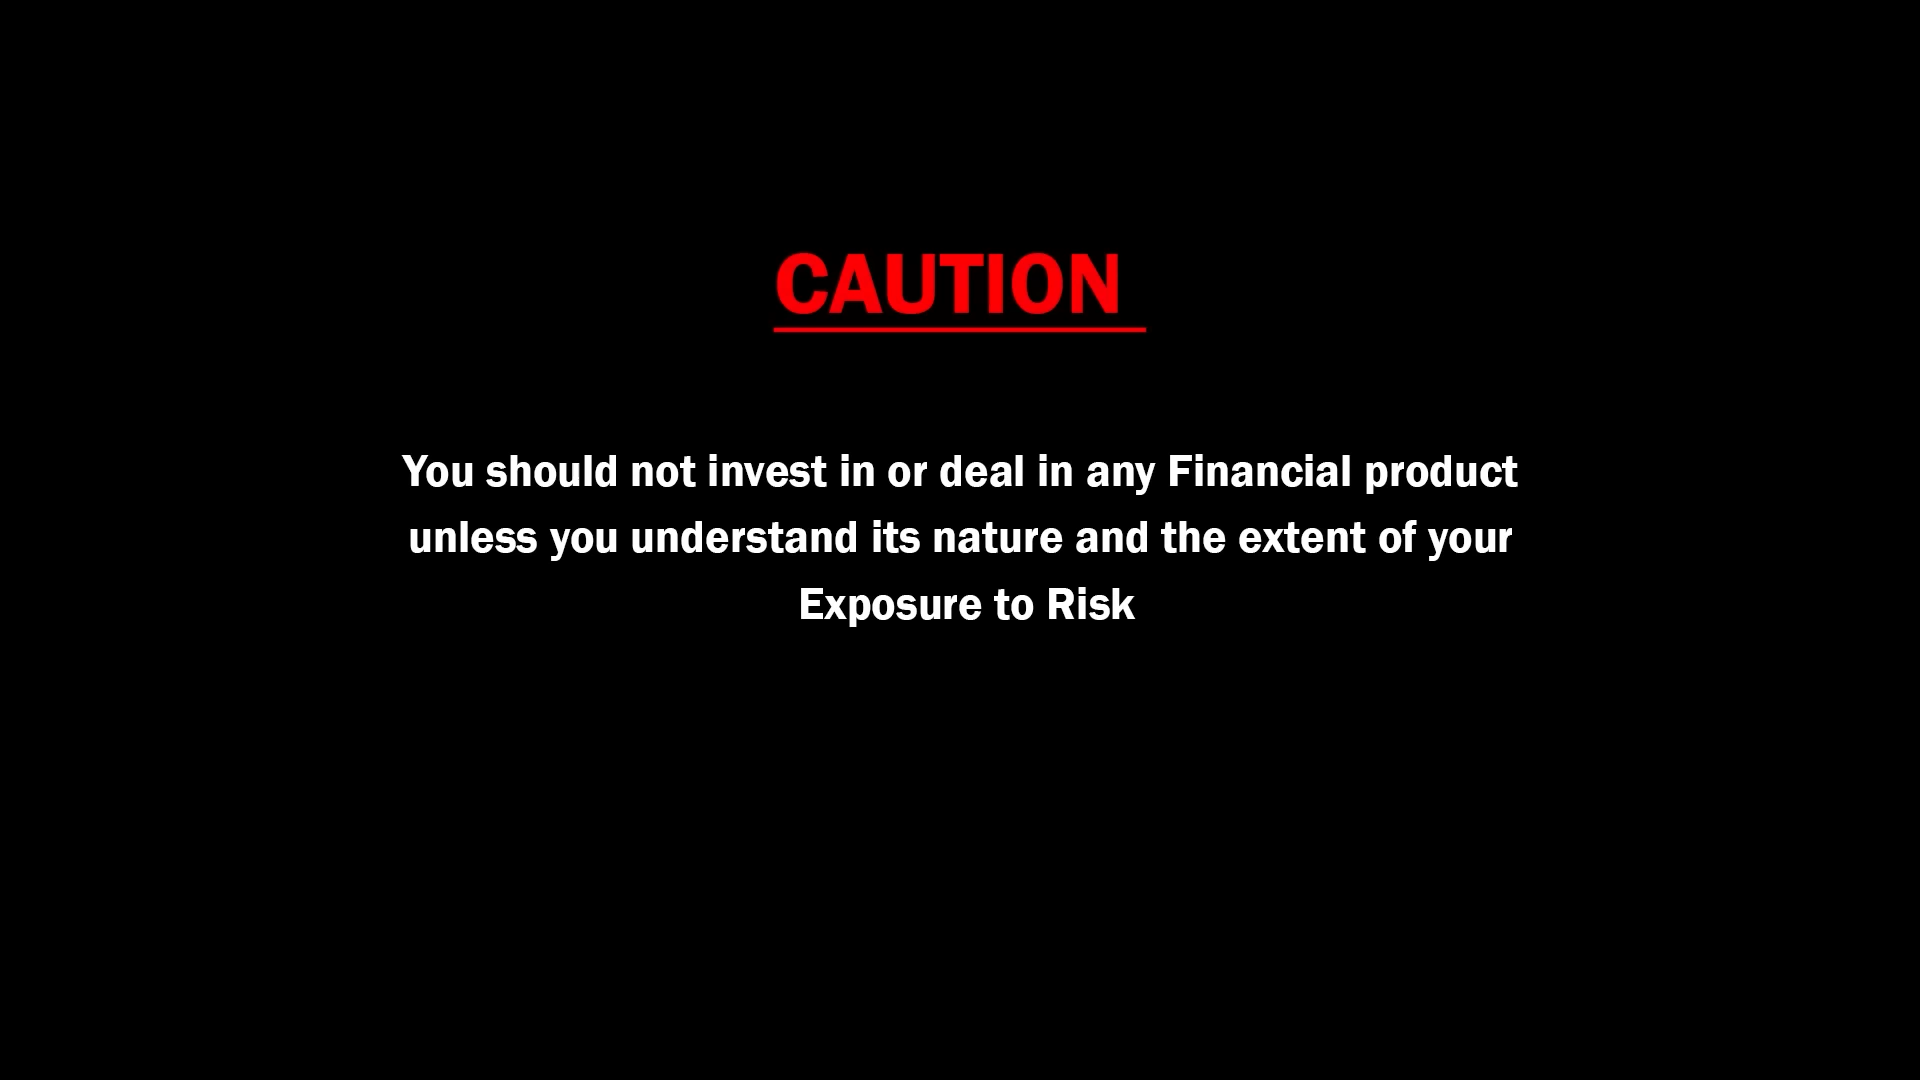 CAUTION
You should not invest in or deal in any Financial product
unless you understand its nature and the extent of your
Exposure to Risk